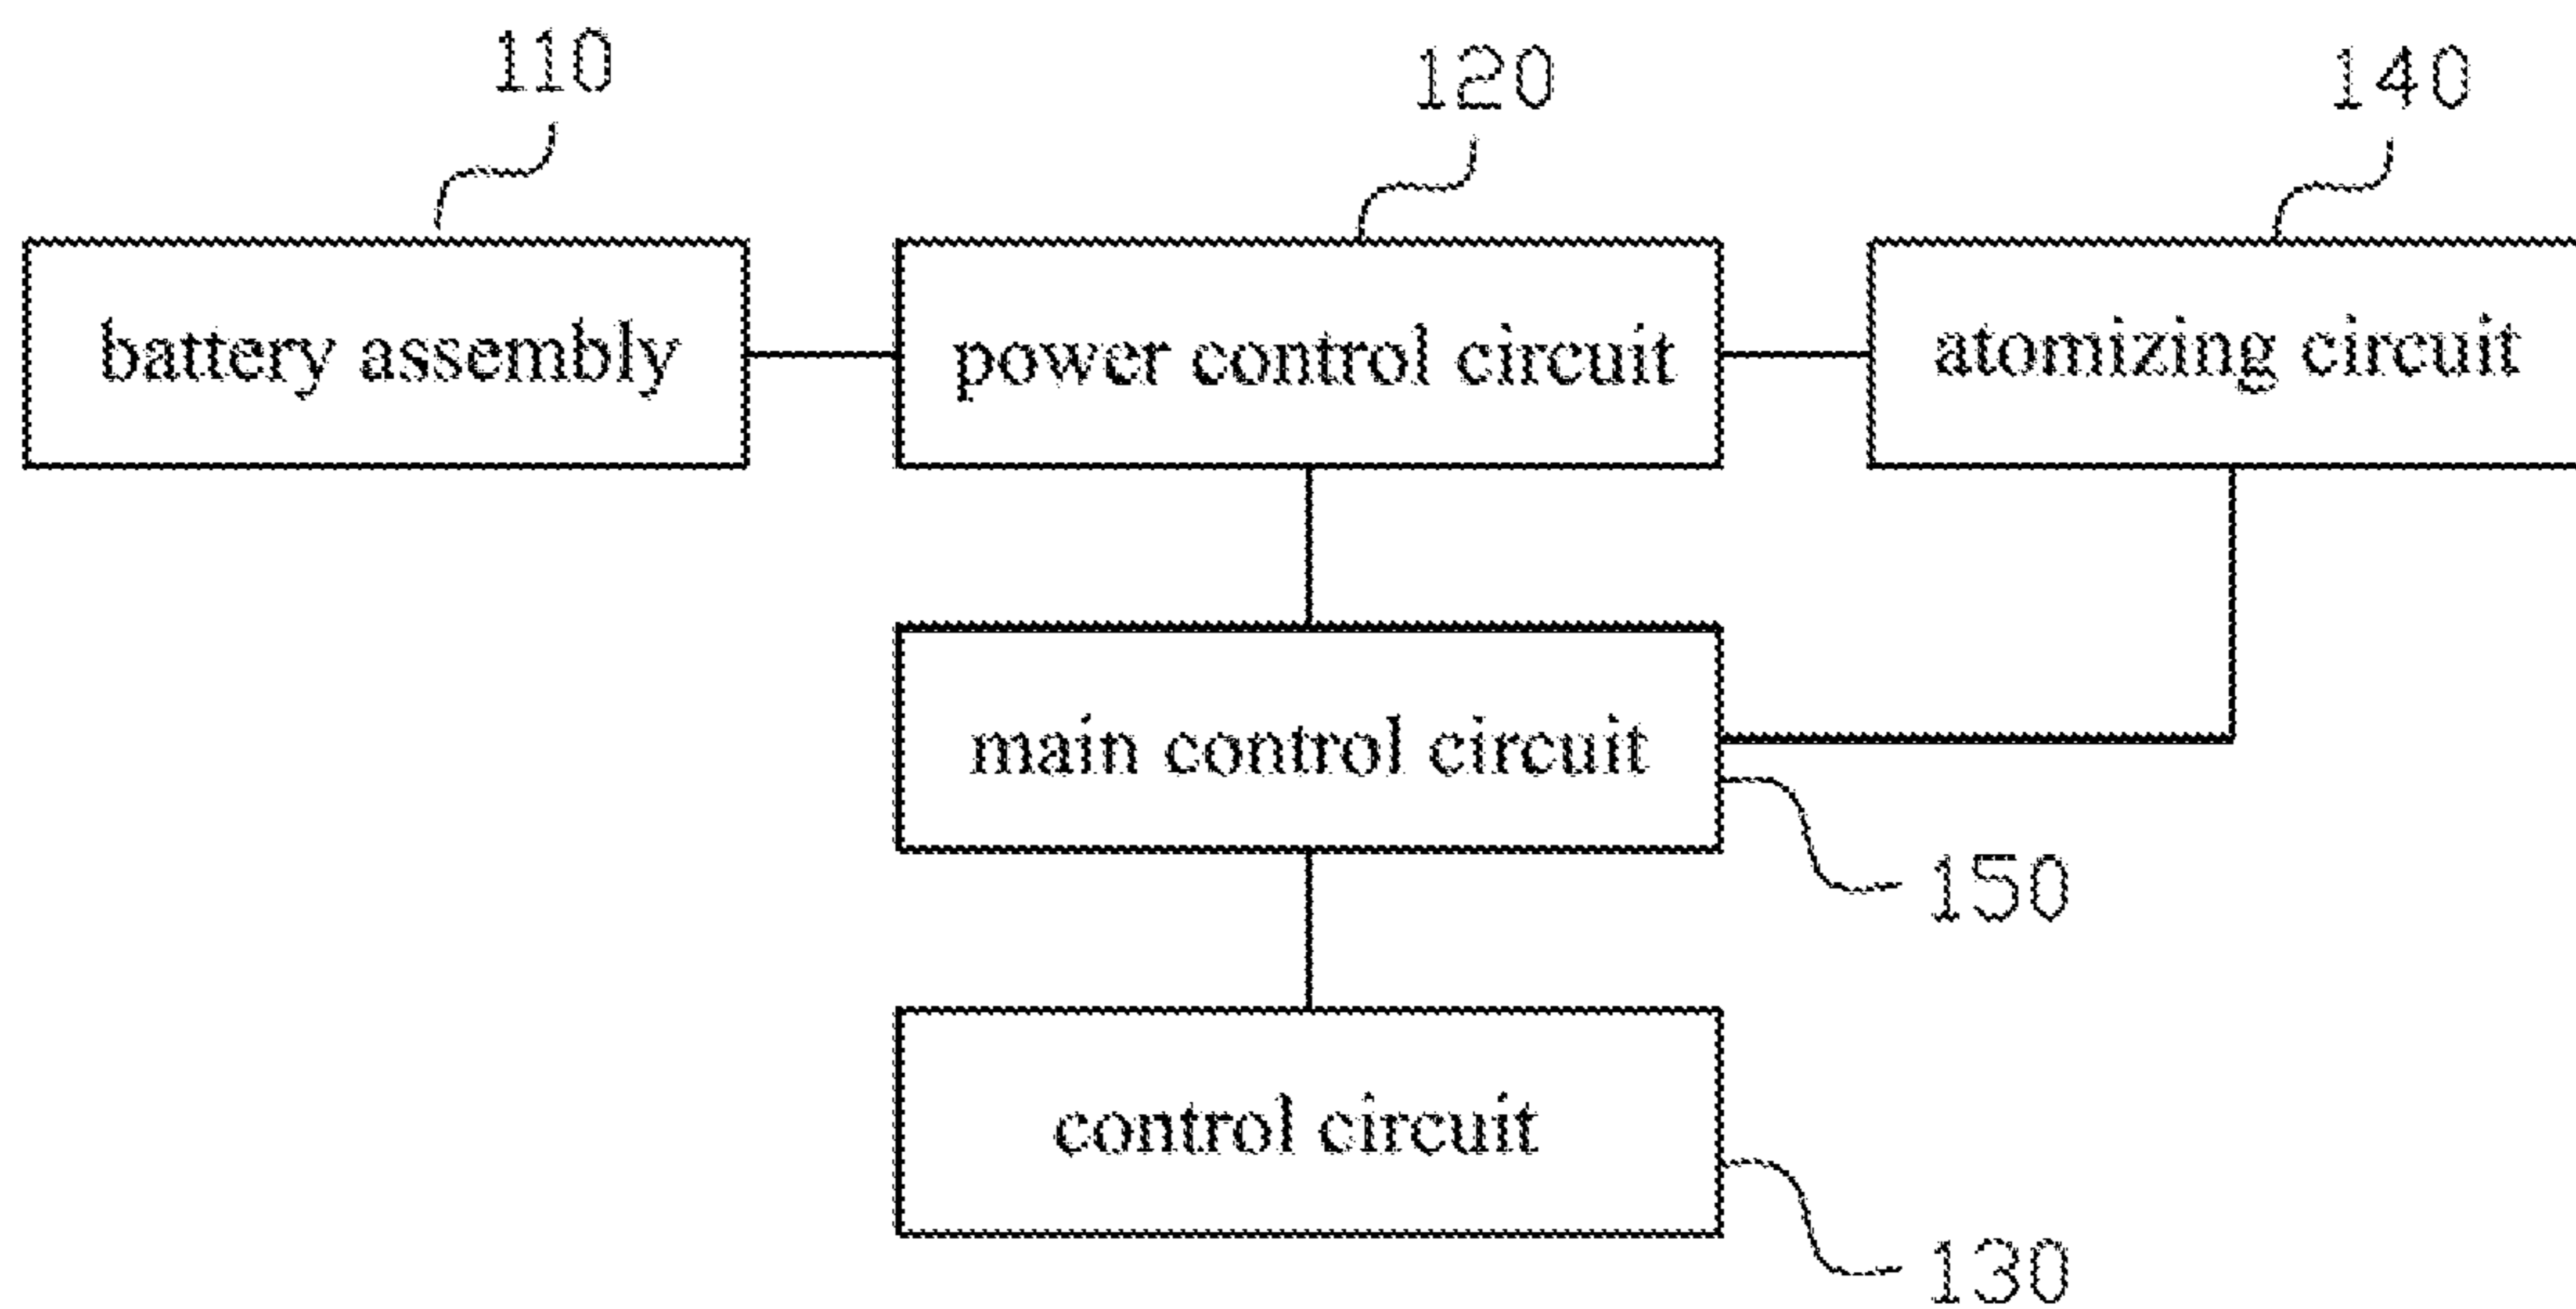 110
120
140
battery assembly
power control circuit
atomizing circuit
main control circuit
150
control circuit
130